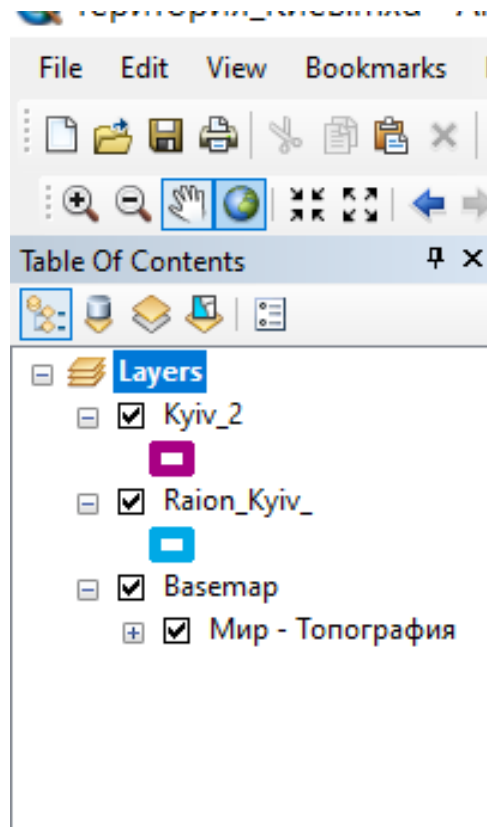 File Edit View Bookmarks
Table Of Contents
Layers
Kyiv_2
Raion_Kyiv_
Basemap
Мир - Топография